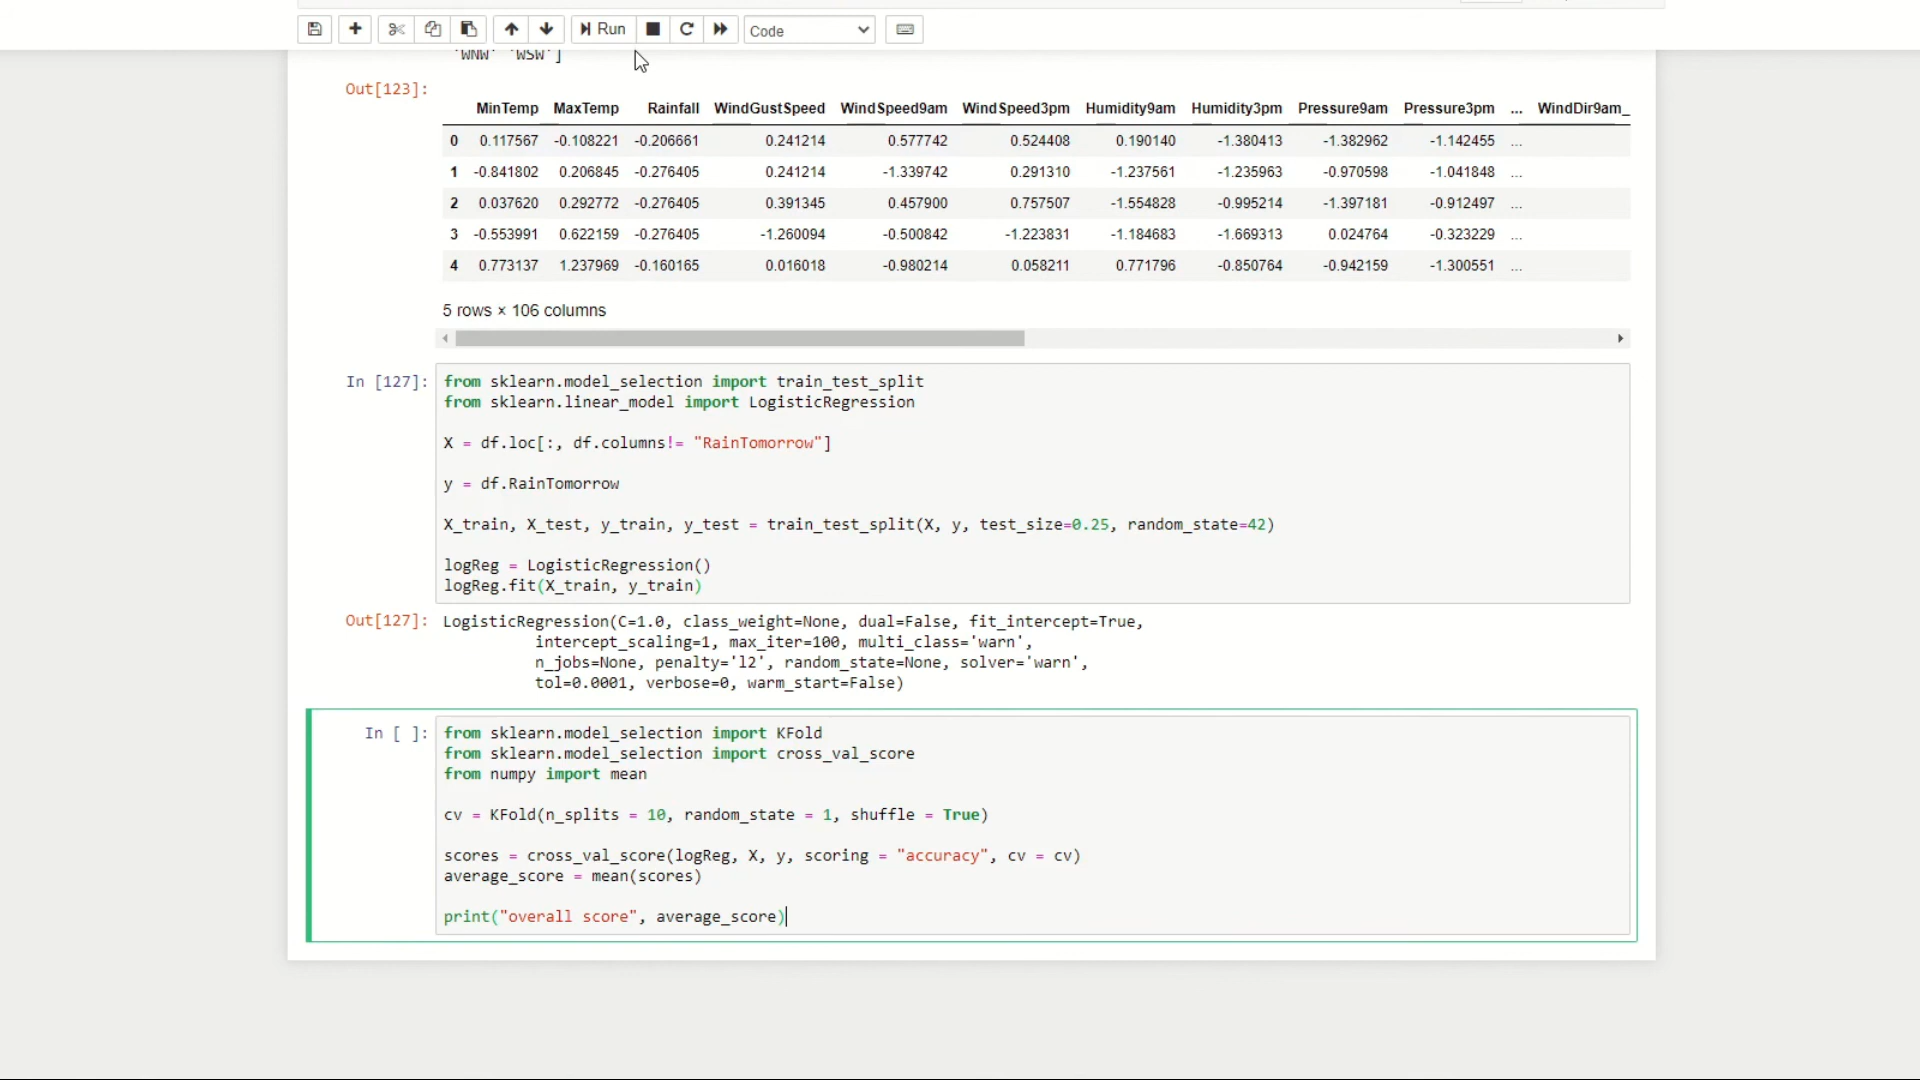 Run
Code
'WNW' 'WSW']
Out[123]:
MinTemp MaxTemp Rainfall WindGustSpeed WindSpeed9am WindSpeed3pm Humidity9am Humidity3pm Pressure9am Pressure3pm ... WindDir9am_
0 0.117567 -0.108221 -0.206661 0.241214 0.577742 0.524408 0.190140 -1.380413 -1.382962 -1.142455 ...
1 -0.841802 0.206845 -0.276405 0.241214 -1.339742 0.291310 -1.237561 -1.235963 -0.970598 -1.041848 ...
2 0.037620 0.292772 -0.276405 0.391345 0.457900 0.757507 -1.554828 -0.995214 -1.397181 -0.912497 ...
3 -0.553991 0.622159 -0.276405 -1.260094 -0.500842 -1.223831 -1.184683 -1.669313 0.024764 -0.323229 ...
4 0.773137 1.237969 -0.160165 0.016018 -0.980214 0.058211 0.771796 -0.850764 -0.942159 -1.300551 ...
5 rows × 106 columns
In [127]: from sklearn.model_selection import train_test_split
from sklearn.linear_model import LogisticRegression
X = df.loc[:, df.columns!= "RainTomorrow"]
y = df.RainTomorrow
X_train, X_test, y_train, y_test = train_test_split(X, y, test_size=0.25, random_state=42)
logReg = LogisticRegression()
logReg.fit(X_train, y_train)
Out[127]: LogisticRegression(C=1.0, class_weight=None, dual=False, fit_intercept=True,
intercept_scaling=1, max_iter=100, multi_class='warn',
n_jobs=None, penalty='l2', random_state=None, solver='warn',
tol=0.0001, verbose=0, warm_start=False)
In [ ]: from sklearn.model_selection import KFold
from sklearn.model_selection import cross_val_score
from numpy import mean
cv = KFold(n_splits = 10, random_state = 1, shuffle = True)
scores = cross_val_score(logReg, X, y, scoring = "accuracy", cv = cv)
average_score = mean(scores)
print("overall score", average_score)